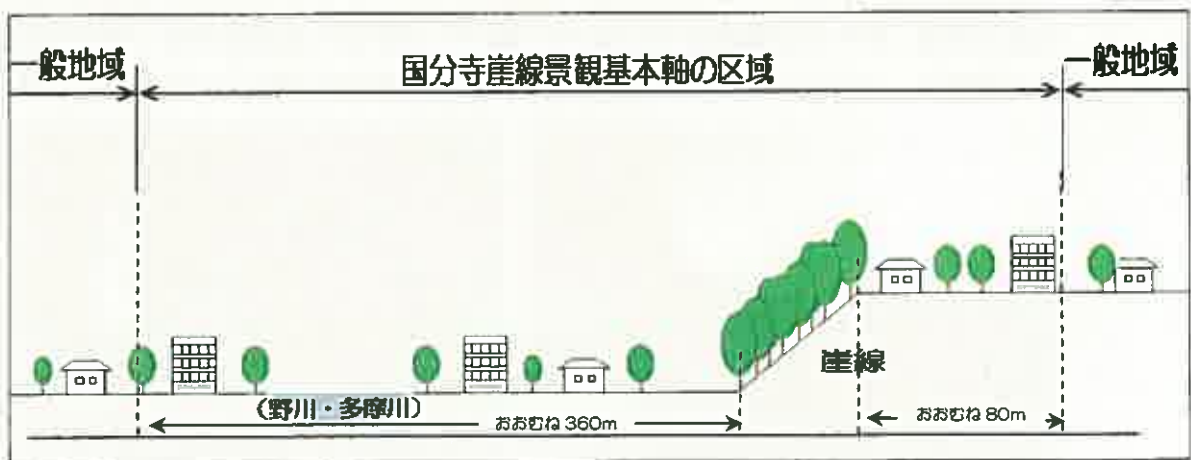 一般地域
国分寺崖線景観基本軸の区域
一般地域
崖線
(野川・多摩川)
おおむね 360m
おおむね 80m